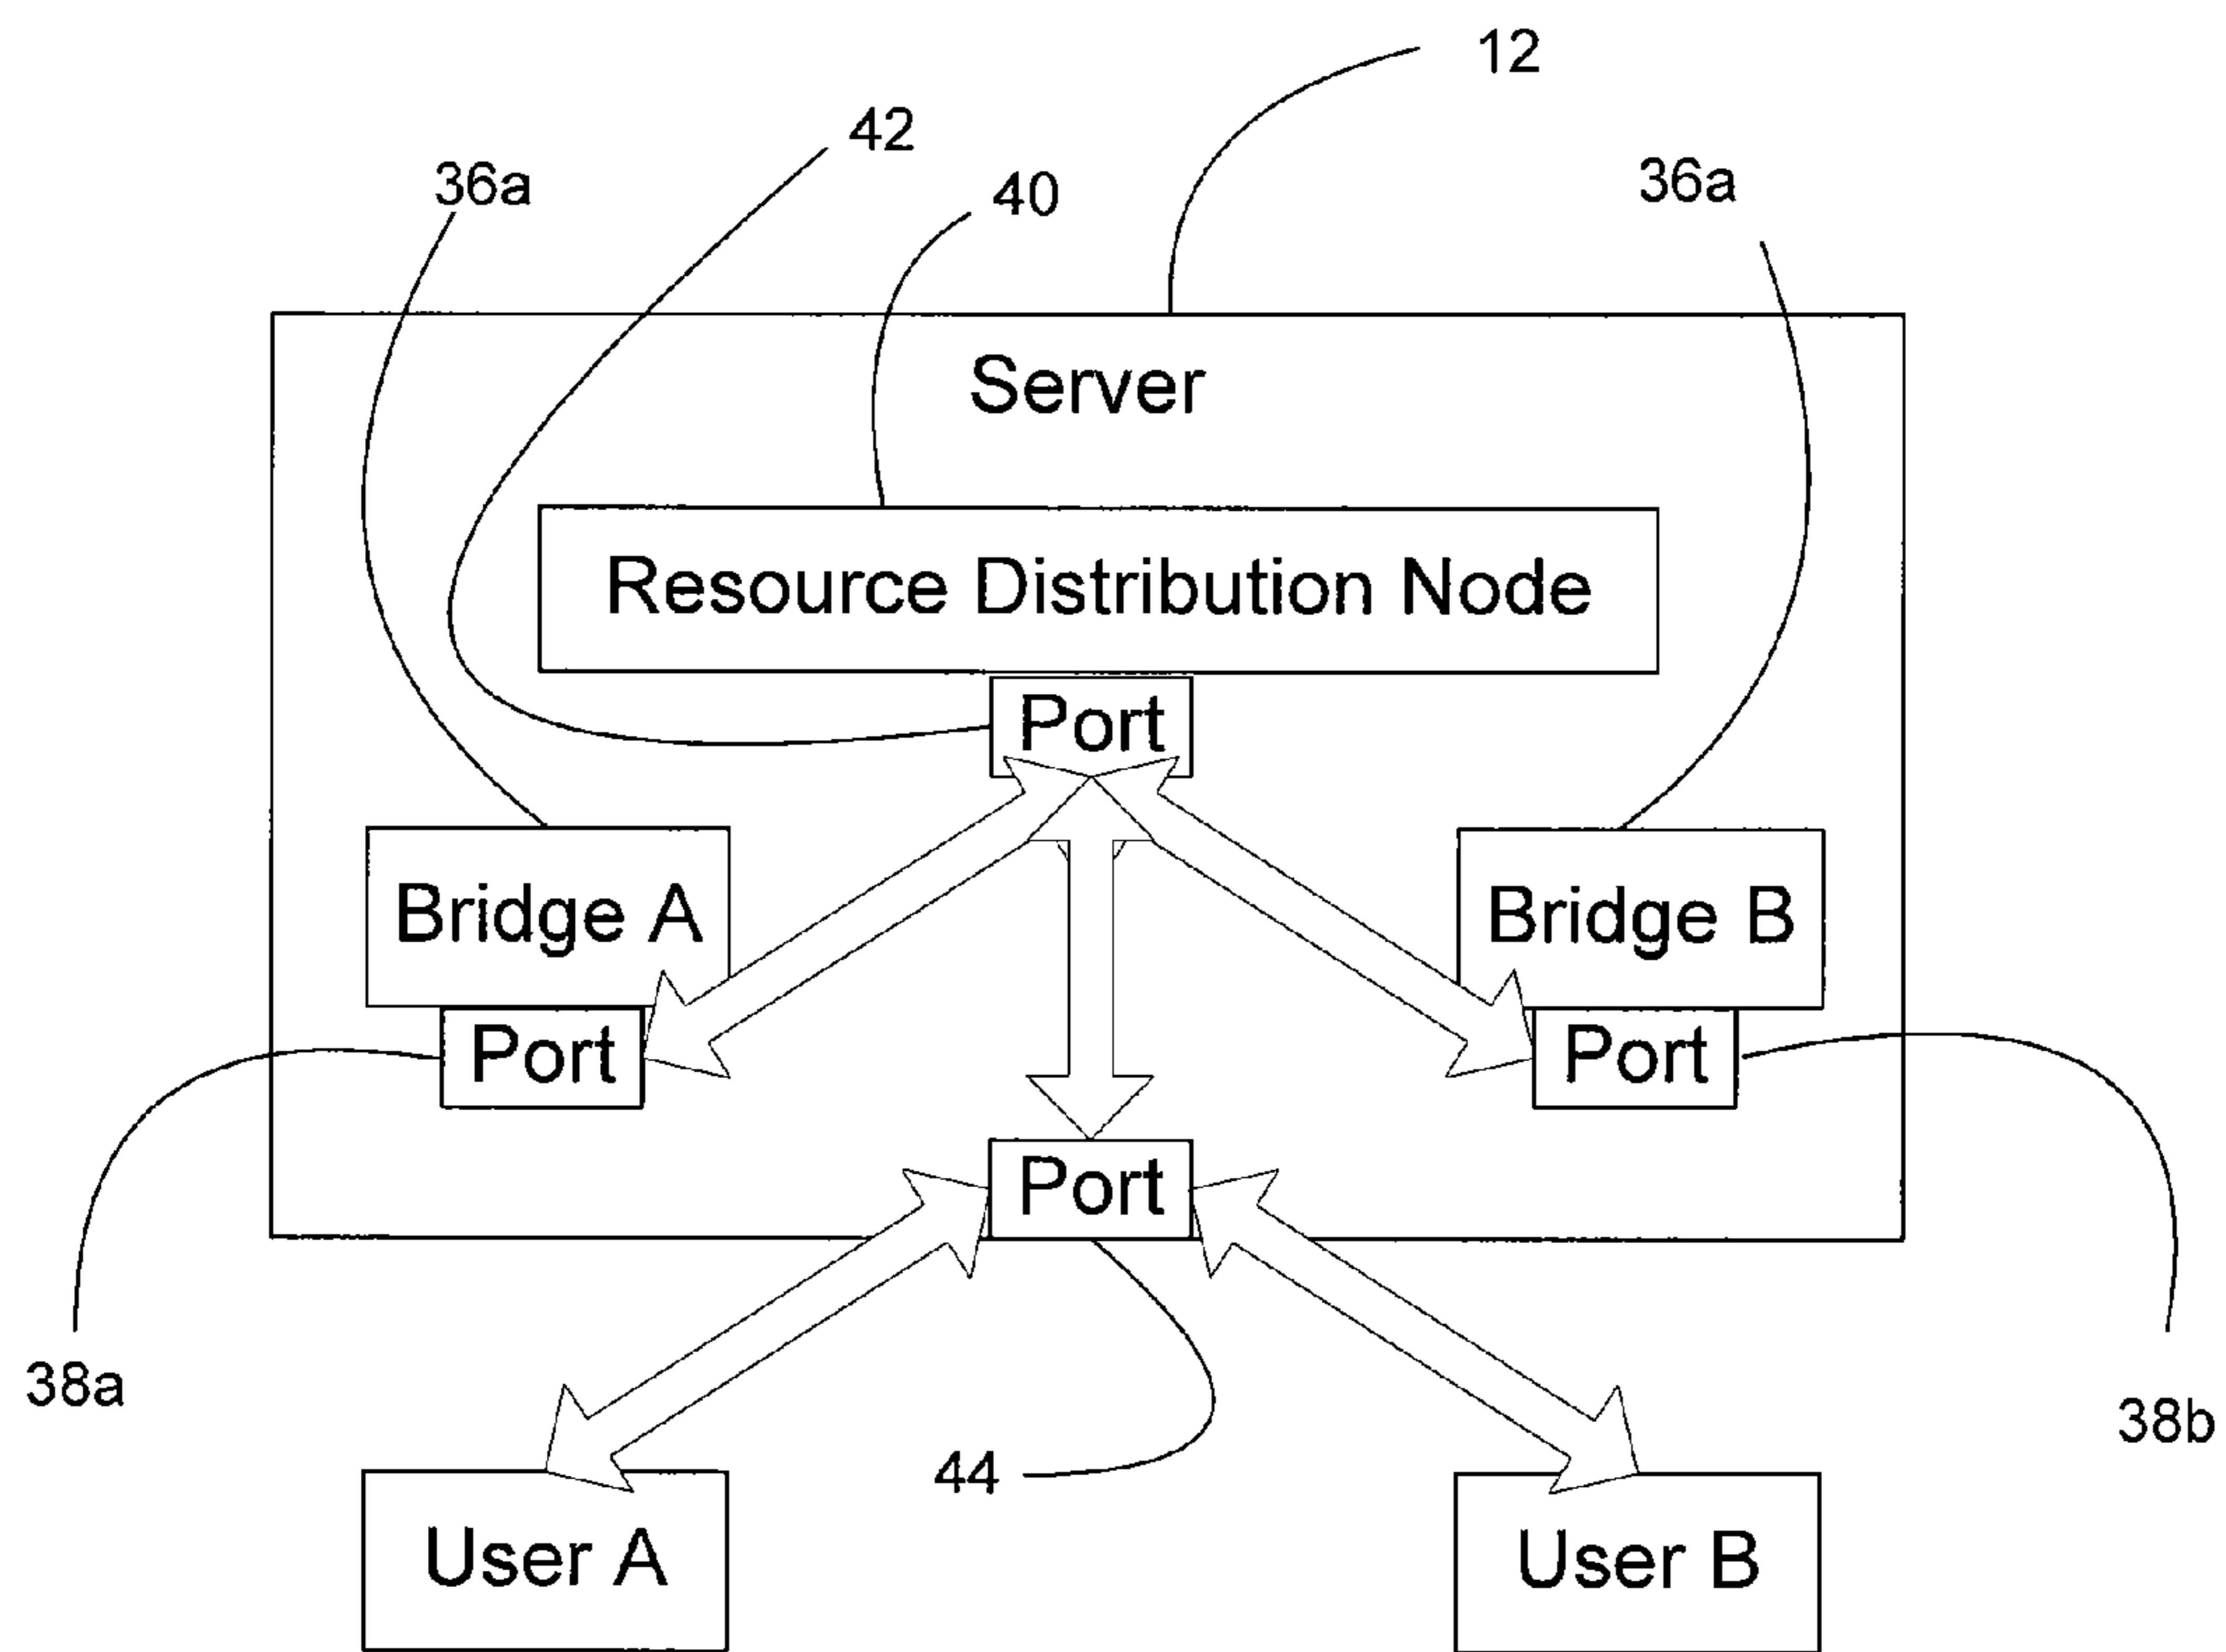 12
42
36a
40
36a
Server
Resource Distribution Node
Port
Bridge A
Bridge B
Port
Port
Port
38a
38b
44
User A
User B